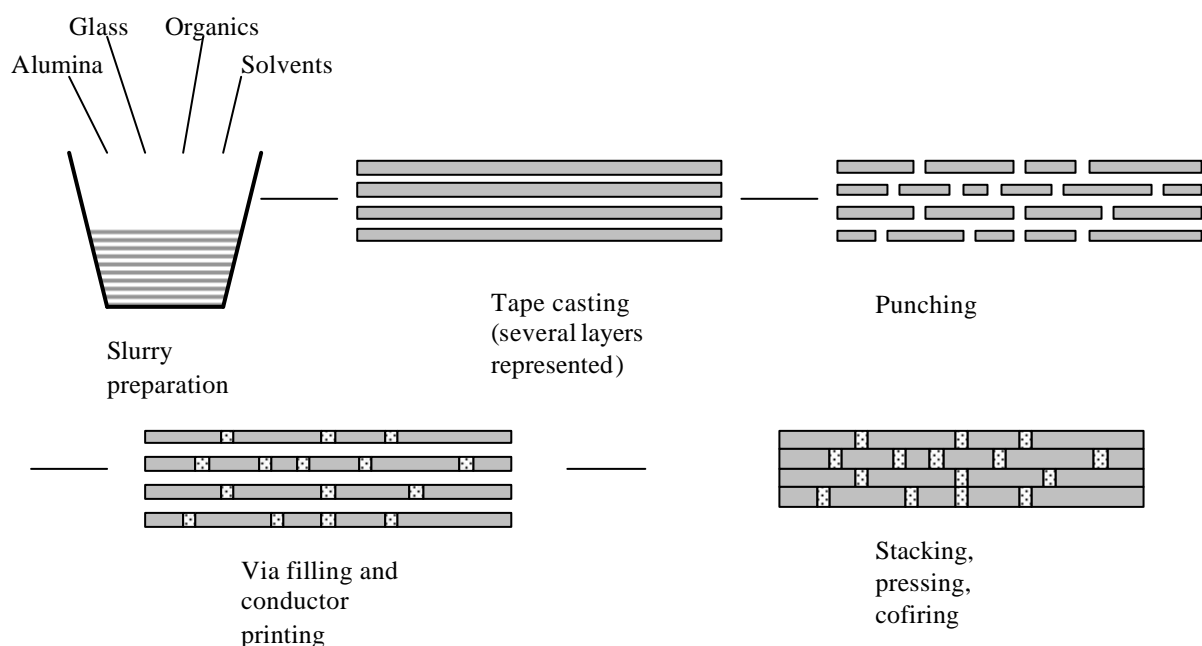 Glass Organics
Alumina Solvents
Slurry
preparation
Tape casting
(several layers
represented)
Punching
Via filling and
conductor
printing
Stacking,
pressing,
cofiring